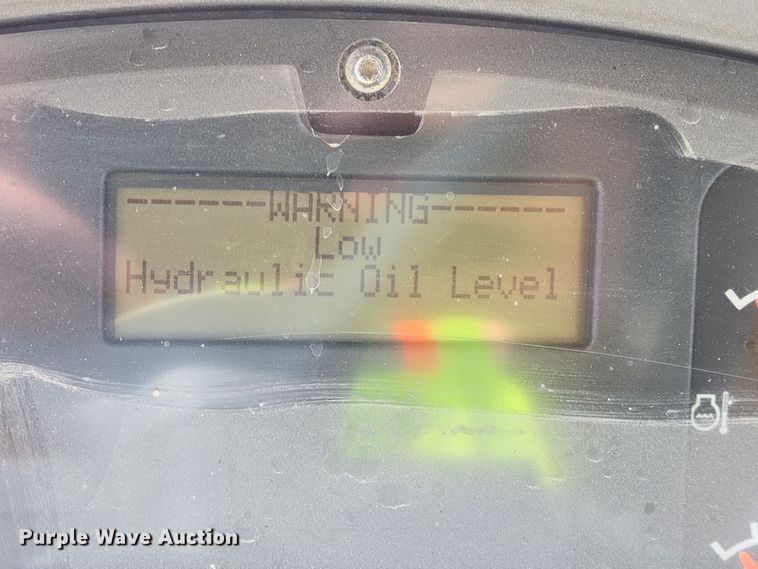 ------WARNING------
Low
Hydraulic Oil Level
Purple Wave Auction